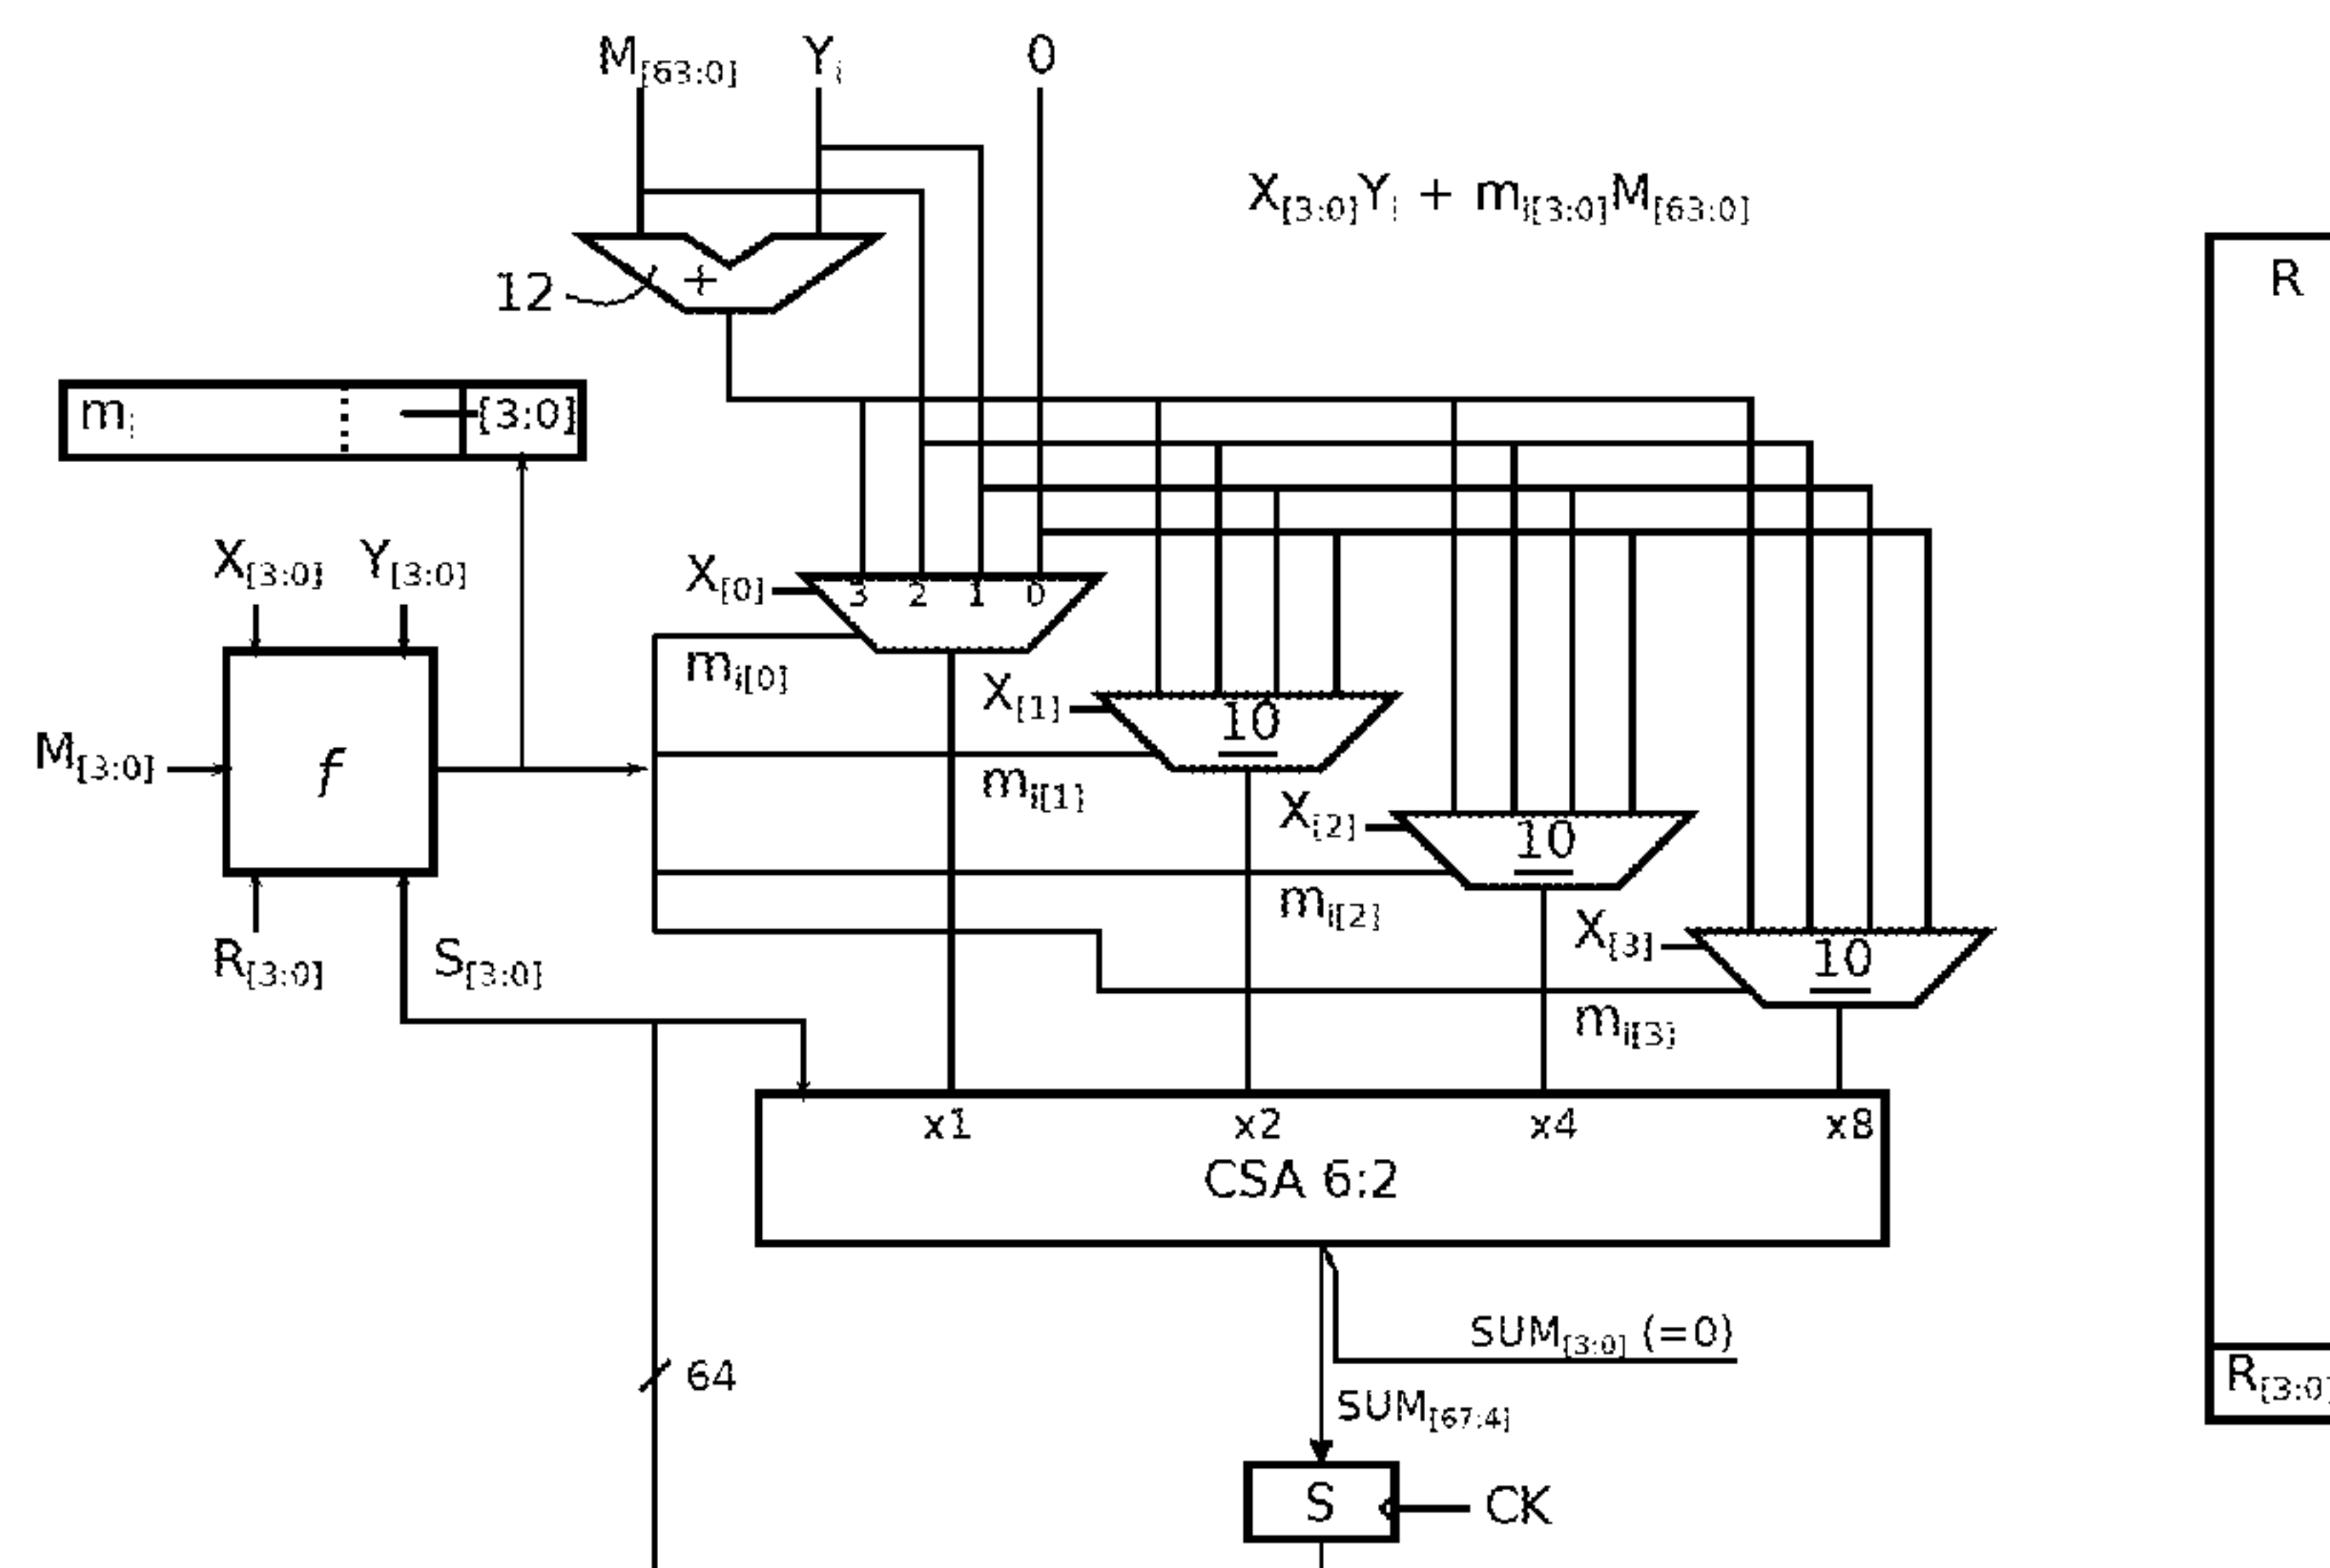 M[63:0] Yi 0
X[3:0]Yi + mi[3:0]M[63:0]
12 +
R
mi [3:0]
X[3:0] Y[3:0]
X[0] 3 2 1 0
mi[0]
X[1] 10
M[3:0] f
mi[1]
X[2] 10
mi[2]
R[3:0] S[3:0]
X[3] 10
mi[3]
x1 x2 x4 x8
CSA 6:2
SUM[3:0] (=0)
64
R[3:0]
SUM[67:4]
S CK